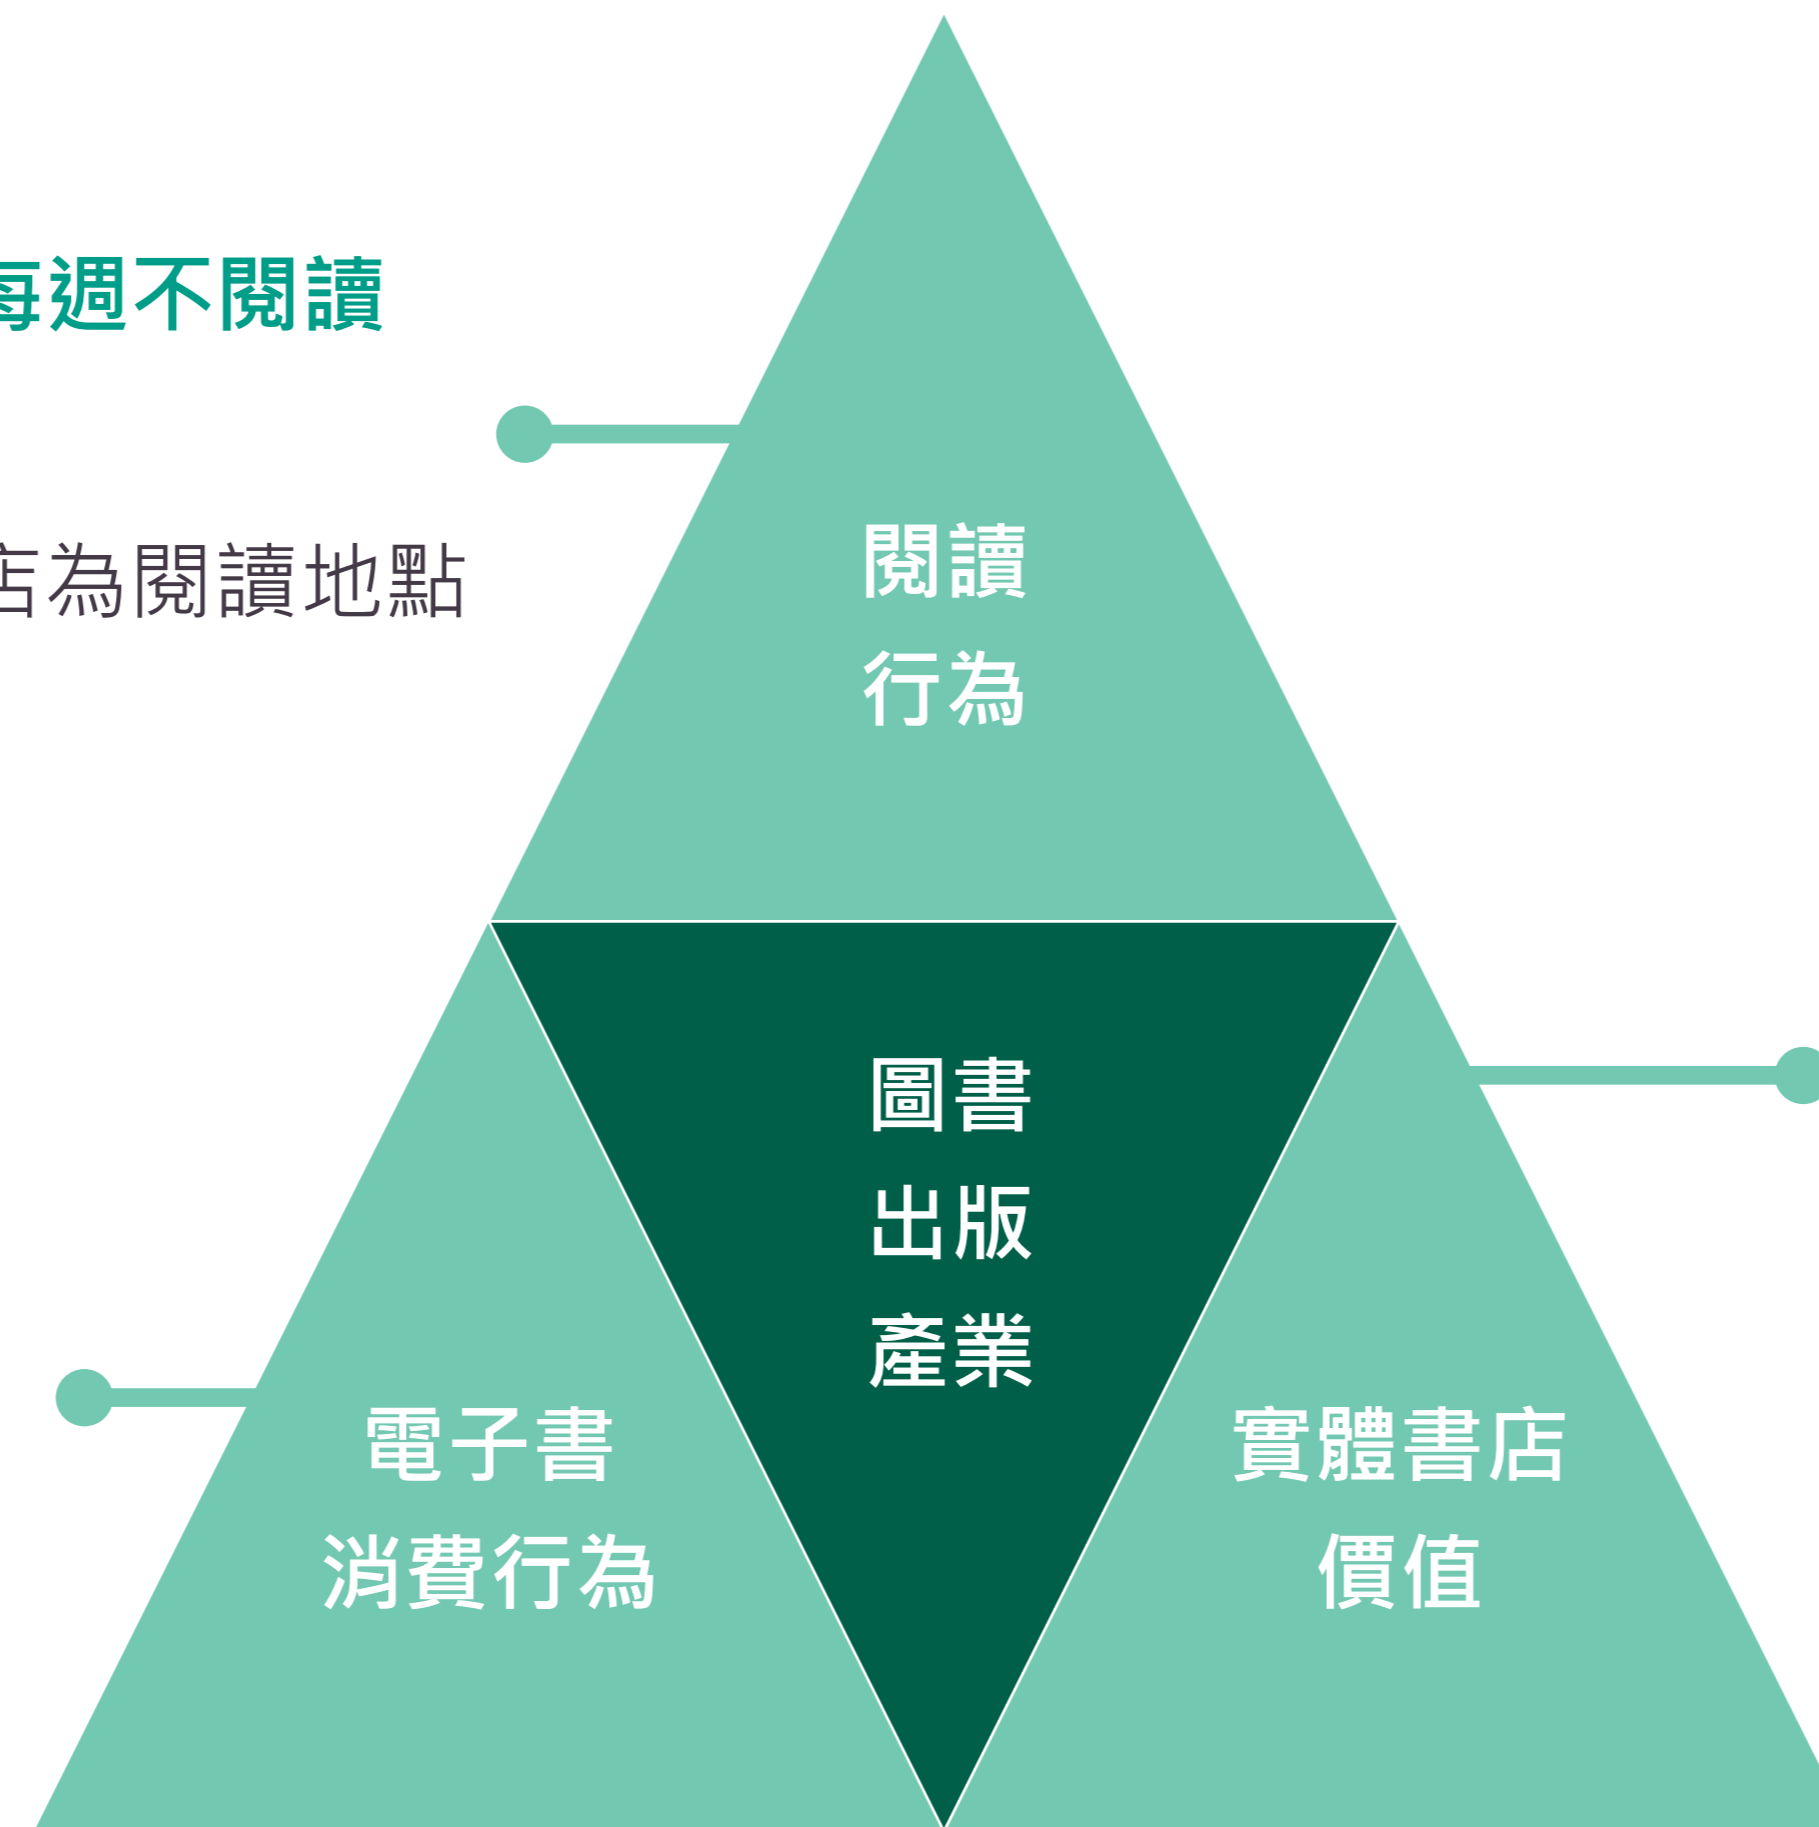 每週不閱讀
店為閱讀地點
閱讀
行為
圖書
出版
產業
電子書
消費行為
實體書店
價值